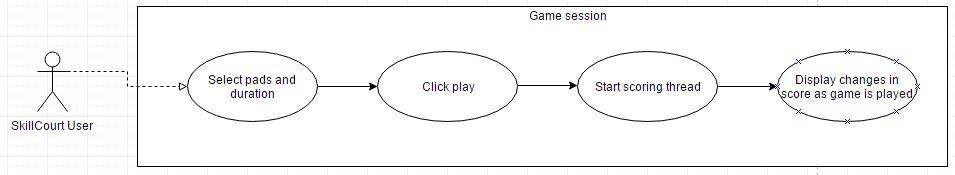 Game session
Select pads and
duration
Click play
Start scoring thread
Display changes in
score as game is played
SkillCourt User